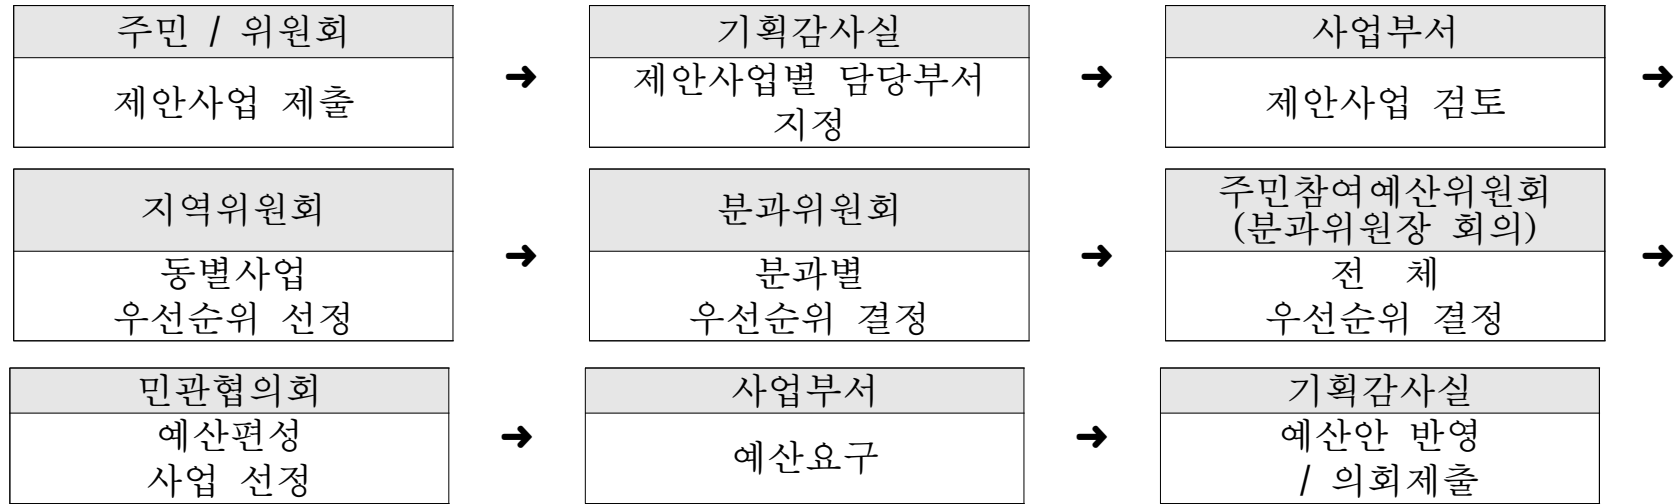 주민 / 위원회
제안사업 제출
➜
기획감사실
제안사업별 담당부서
지정
➜
사업부서
제안사업 검토
➜
지역위원회
동별사업
우선순위 선정
➜
분과위원회
분과별
우선순위 결정
➜
주민참여예산위원회
(분과위원장 회의)
전 체
우선순위 결정
➜
민관협의회
예산편성
사업 선정
➜
사업부서
예산요구
➜
기획감사실
예산안 반영
/ 의회제출